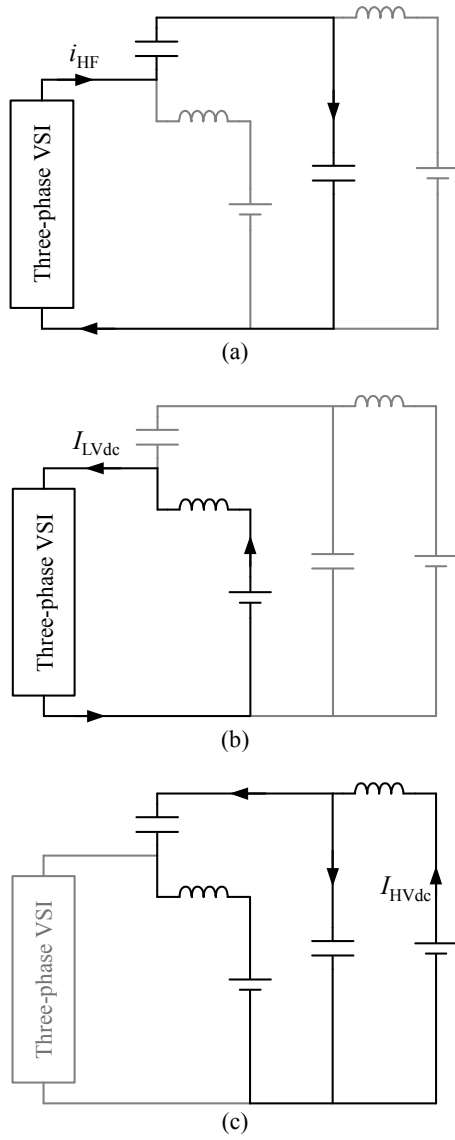 i_HF
Three-phase VSI
(a)
I_LVdc
Three-phase VSI
(b)
I_HVdc
Three-phase VSI
(c)